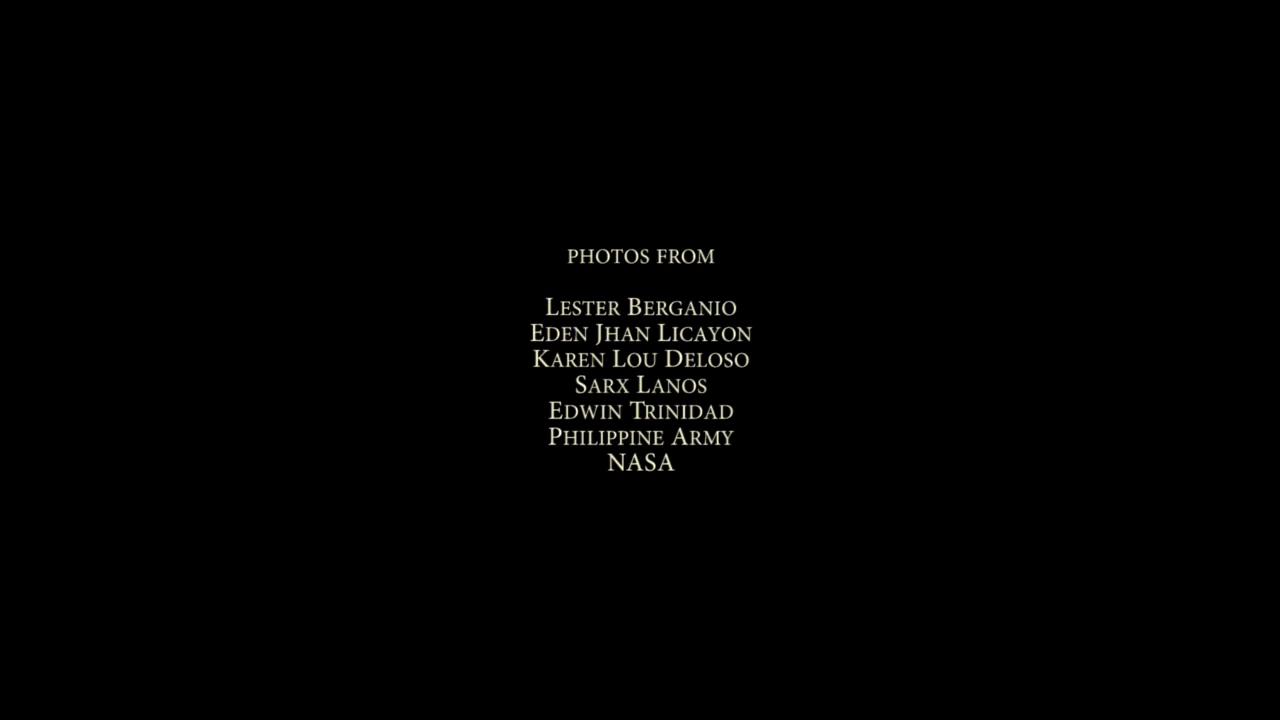 PHOTOS FROM
LESTER BERGANIO
EDEN JHAN LICAYON
KAREN LOU DELOSO
SARX LANOS
EDWIN TRINIDAD
PHILIPPINE ARMY
NASA